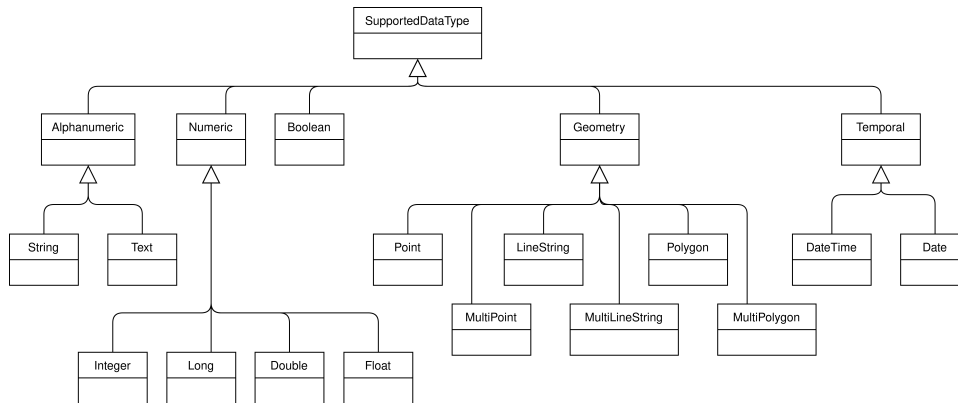 SupportedDataType
Alphanumeric
Numeric
Boolean
Geometry
Temporal
String
Text
Point
LineString
Polygon
DateTime
Date
MultiPoint
MultiLineString
MultiPolygon
Integer
Long
Double
Float